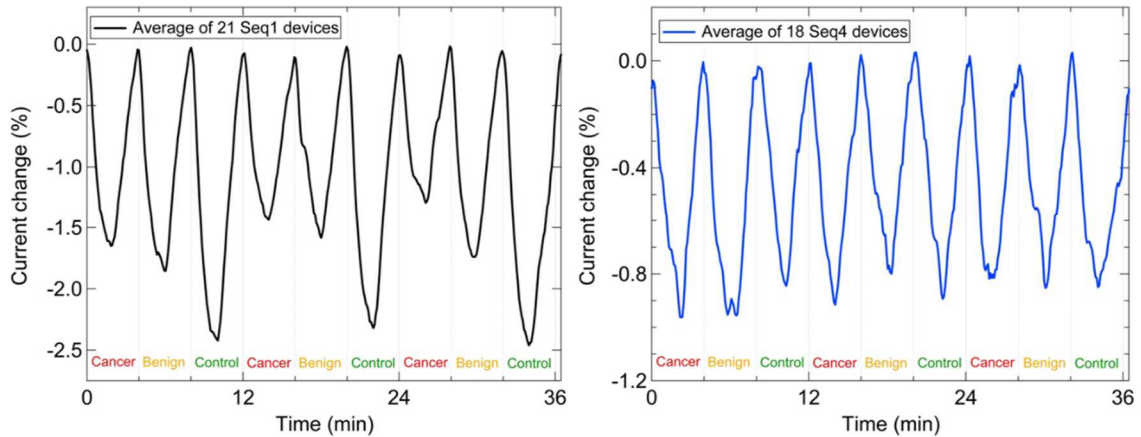 Average of 21 Seq1 devices
0.0
-0.5
-1.0
-1.5
-2.0
-2.5
Current change (%)
Cancer Benign Control Cancer Benign Control Cancer Benign Control
0 12 24 36
Time (min)
Average of 18 Seq4 devices
0.0
-0.4
-0.8
-1.2
Current change (%)
Cancer Benign Control Cancer Benign Control Cancer Benign Control
0 12 24 36
Time (min)